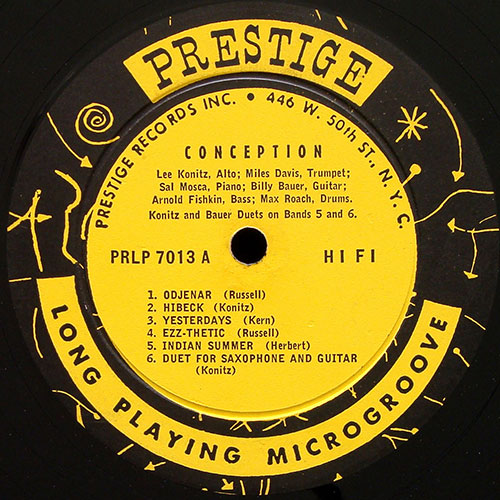 PRESTIGE
PRESTIGE RECORDS INC. • 446 W. 50th ST., N.Y.C.
CONCEPTION
Lee Konitz, Alto; Miles Davis, Trumpet;
Sal Mosca, Piano; Billy Bauer, Guitar;
Arnold Fishkin, Bass; Max Roach, Drums.
Konitz and Bauer Duets on Bands 5 and 6.
PRLP 7013 A HI FI
1. ODJENAR (Russell)
2. HIBECK (Konitz)
3. YESTERDAYS (Kern)
4. EZZ-THETIC (Russell)
5. INDIAN SUMMER (Herbert)
6. DUET FOR SAXOPHONE AND GUITAR
(Konitz)
LONG PLAYING MICROGROOVE